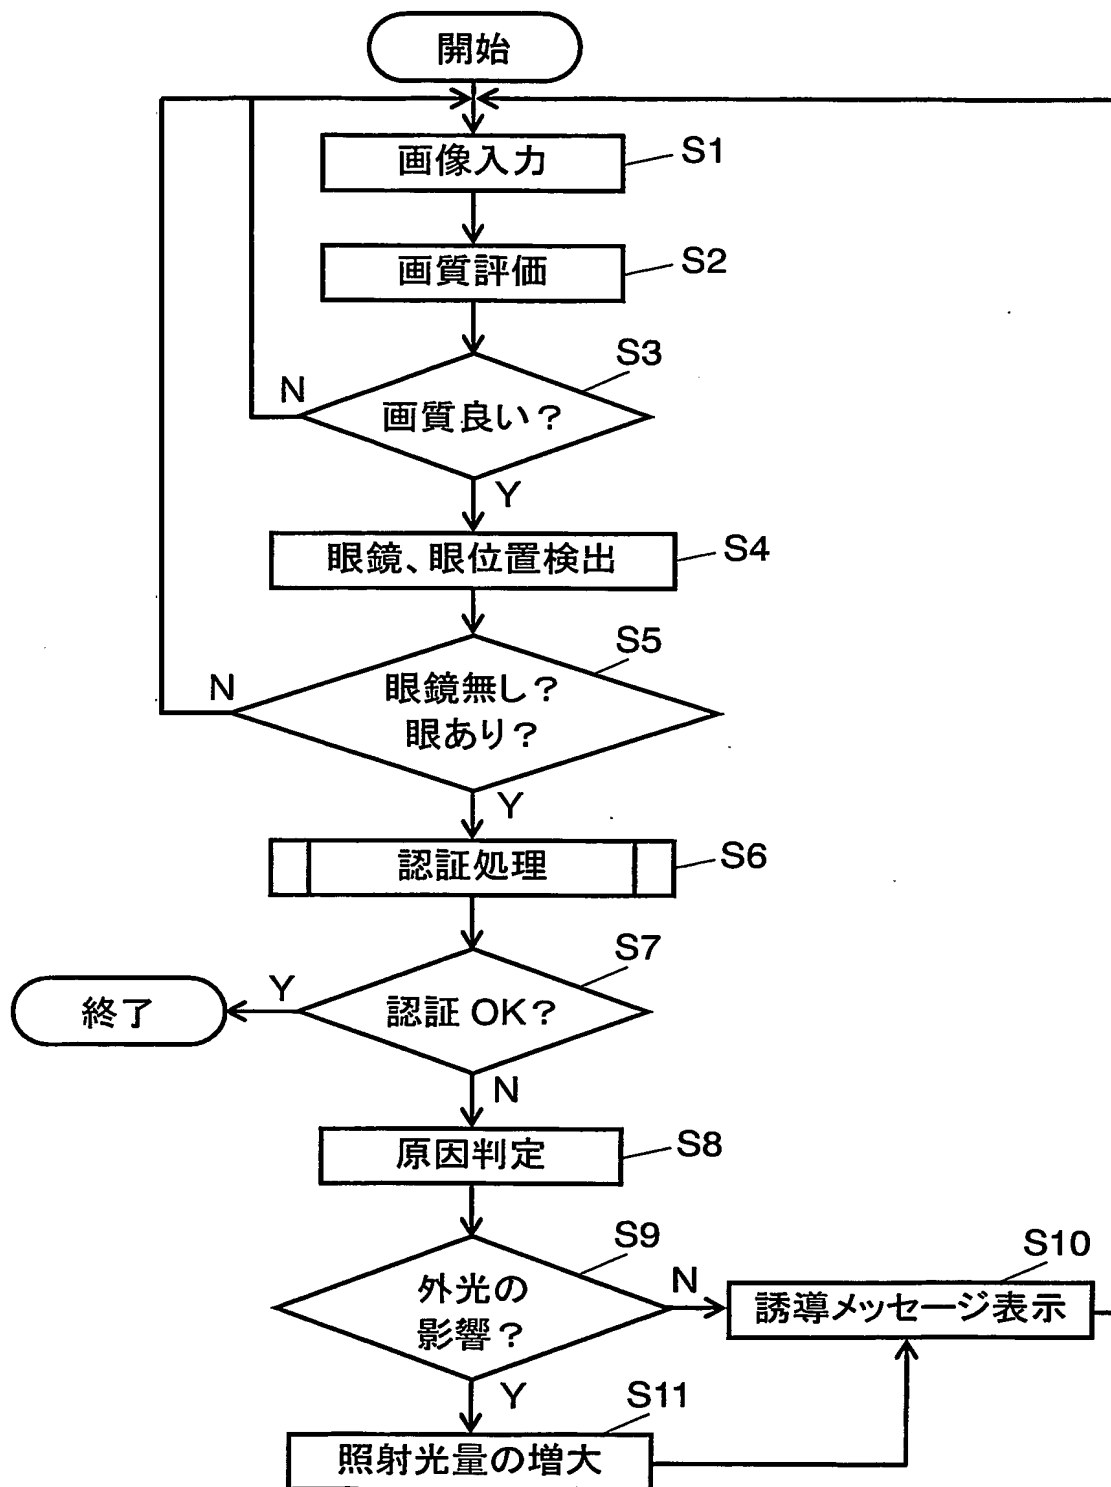 開始
画像入力
S1
画質評価
S2
S3
N
画質良い？
Y
眼鏡、眼位置検出
S4
S5
N
眼鏡無し？
眼あり？
Y
認証処理
S6
S7
Y
終了
認証 OK？
N
原因判定
S8
S9
外光の
影響？
N
S10
誘導メッセージ表示
Y
S11
照射光量の増大